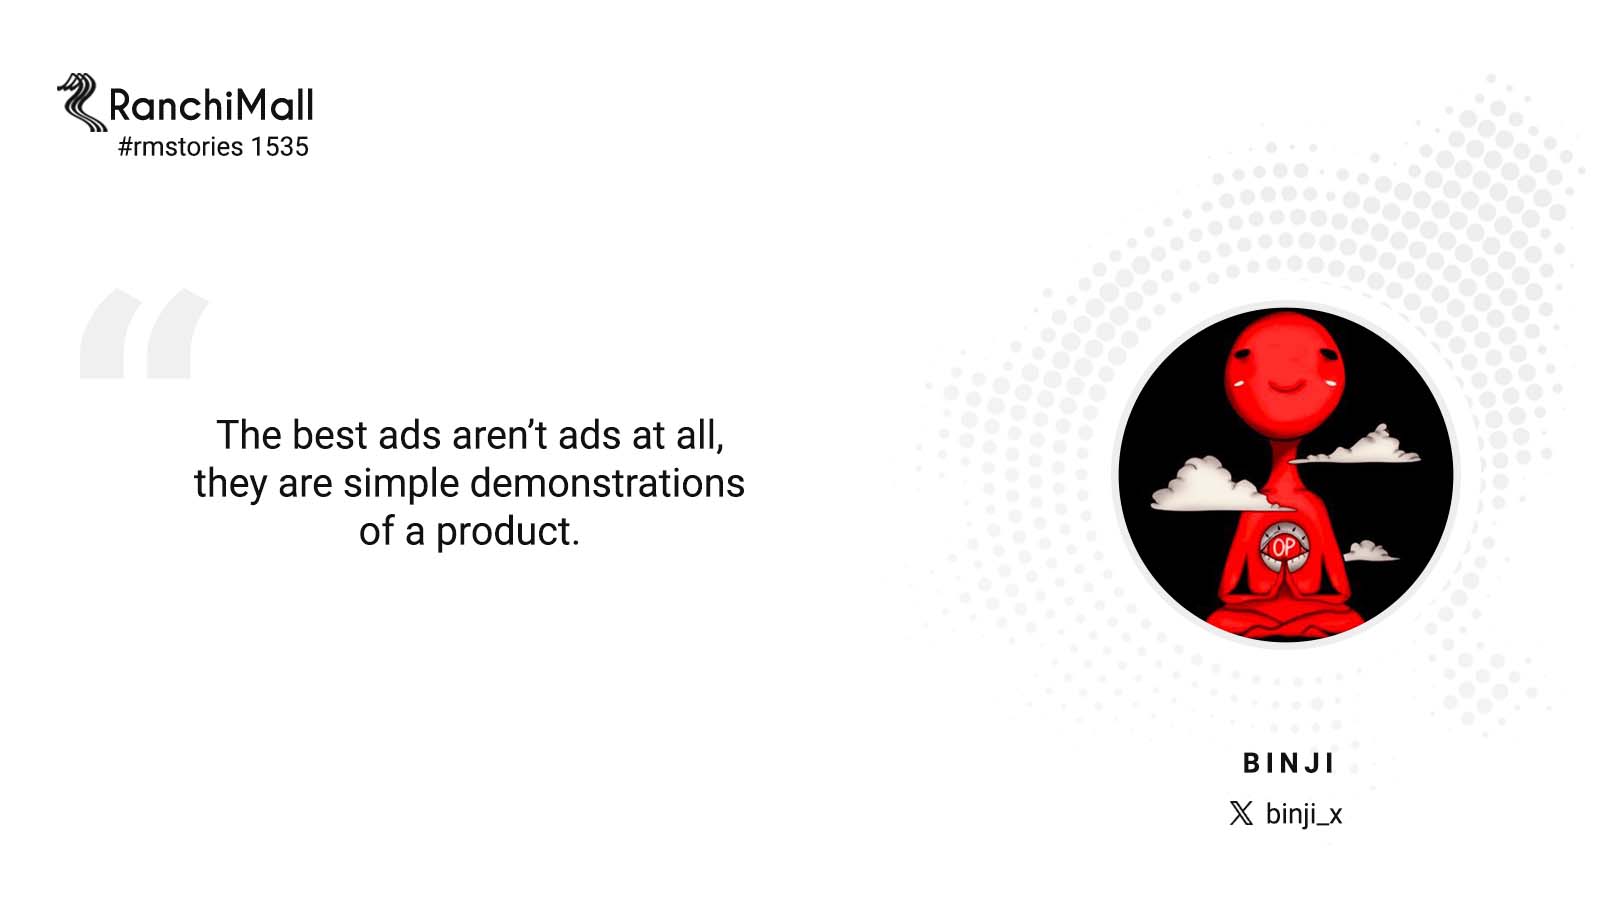 RanchiMall
#rmstories 1535
The best ads aren’t ads at all,
they are simple demonstrations
of a product.
OP
BINJI
X binji_x